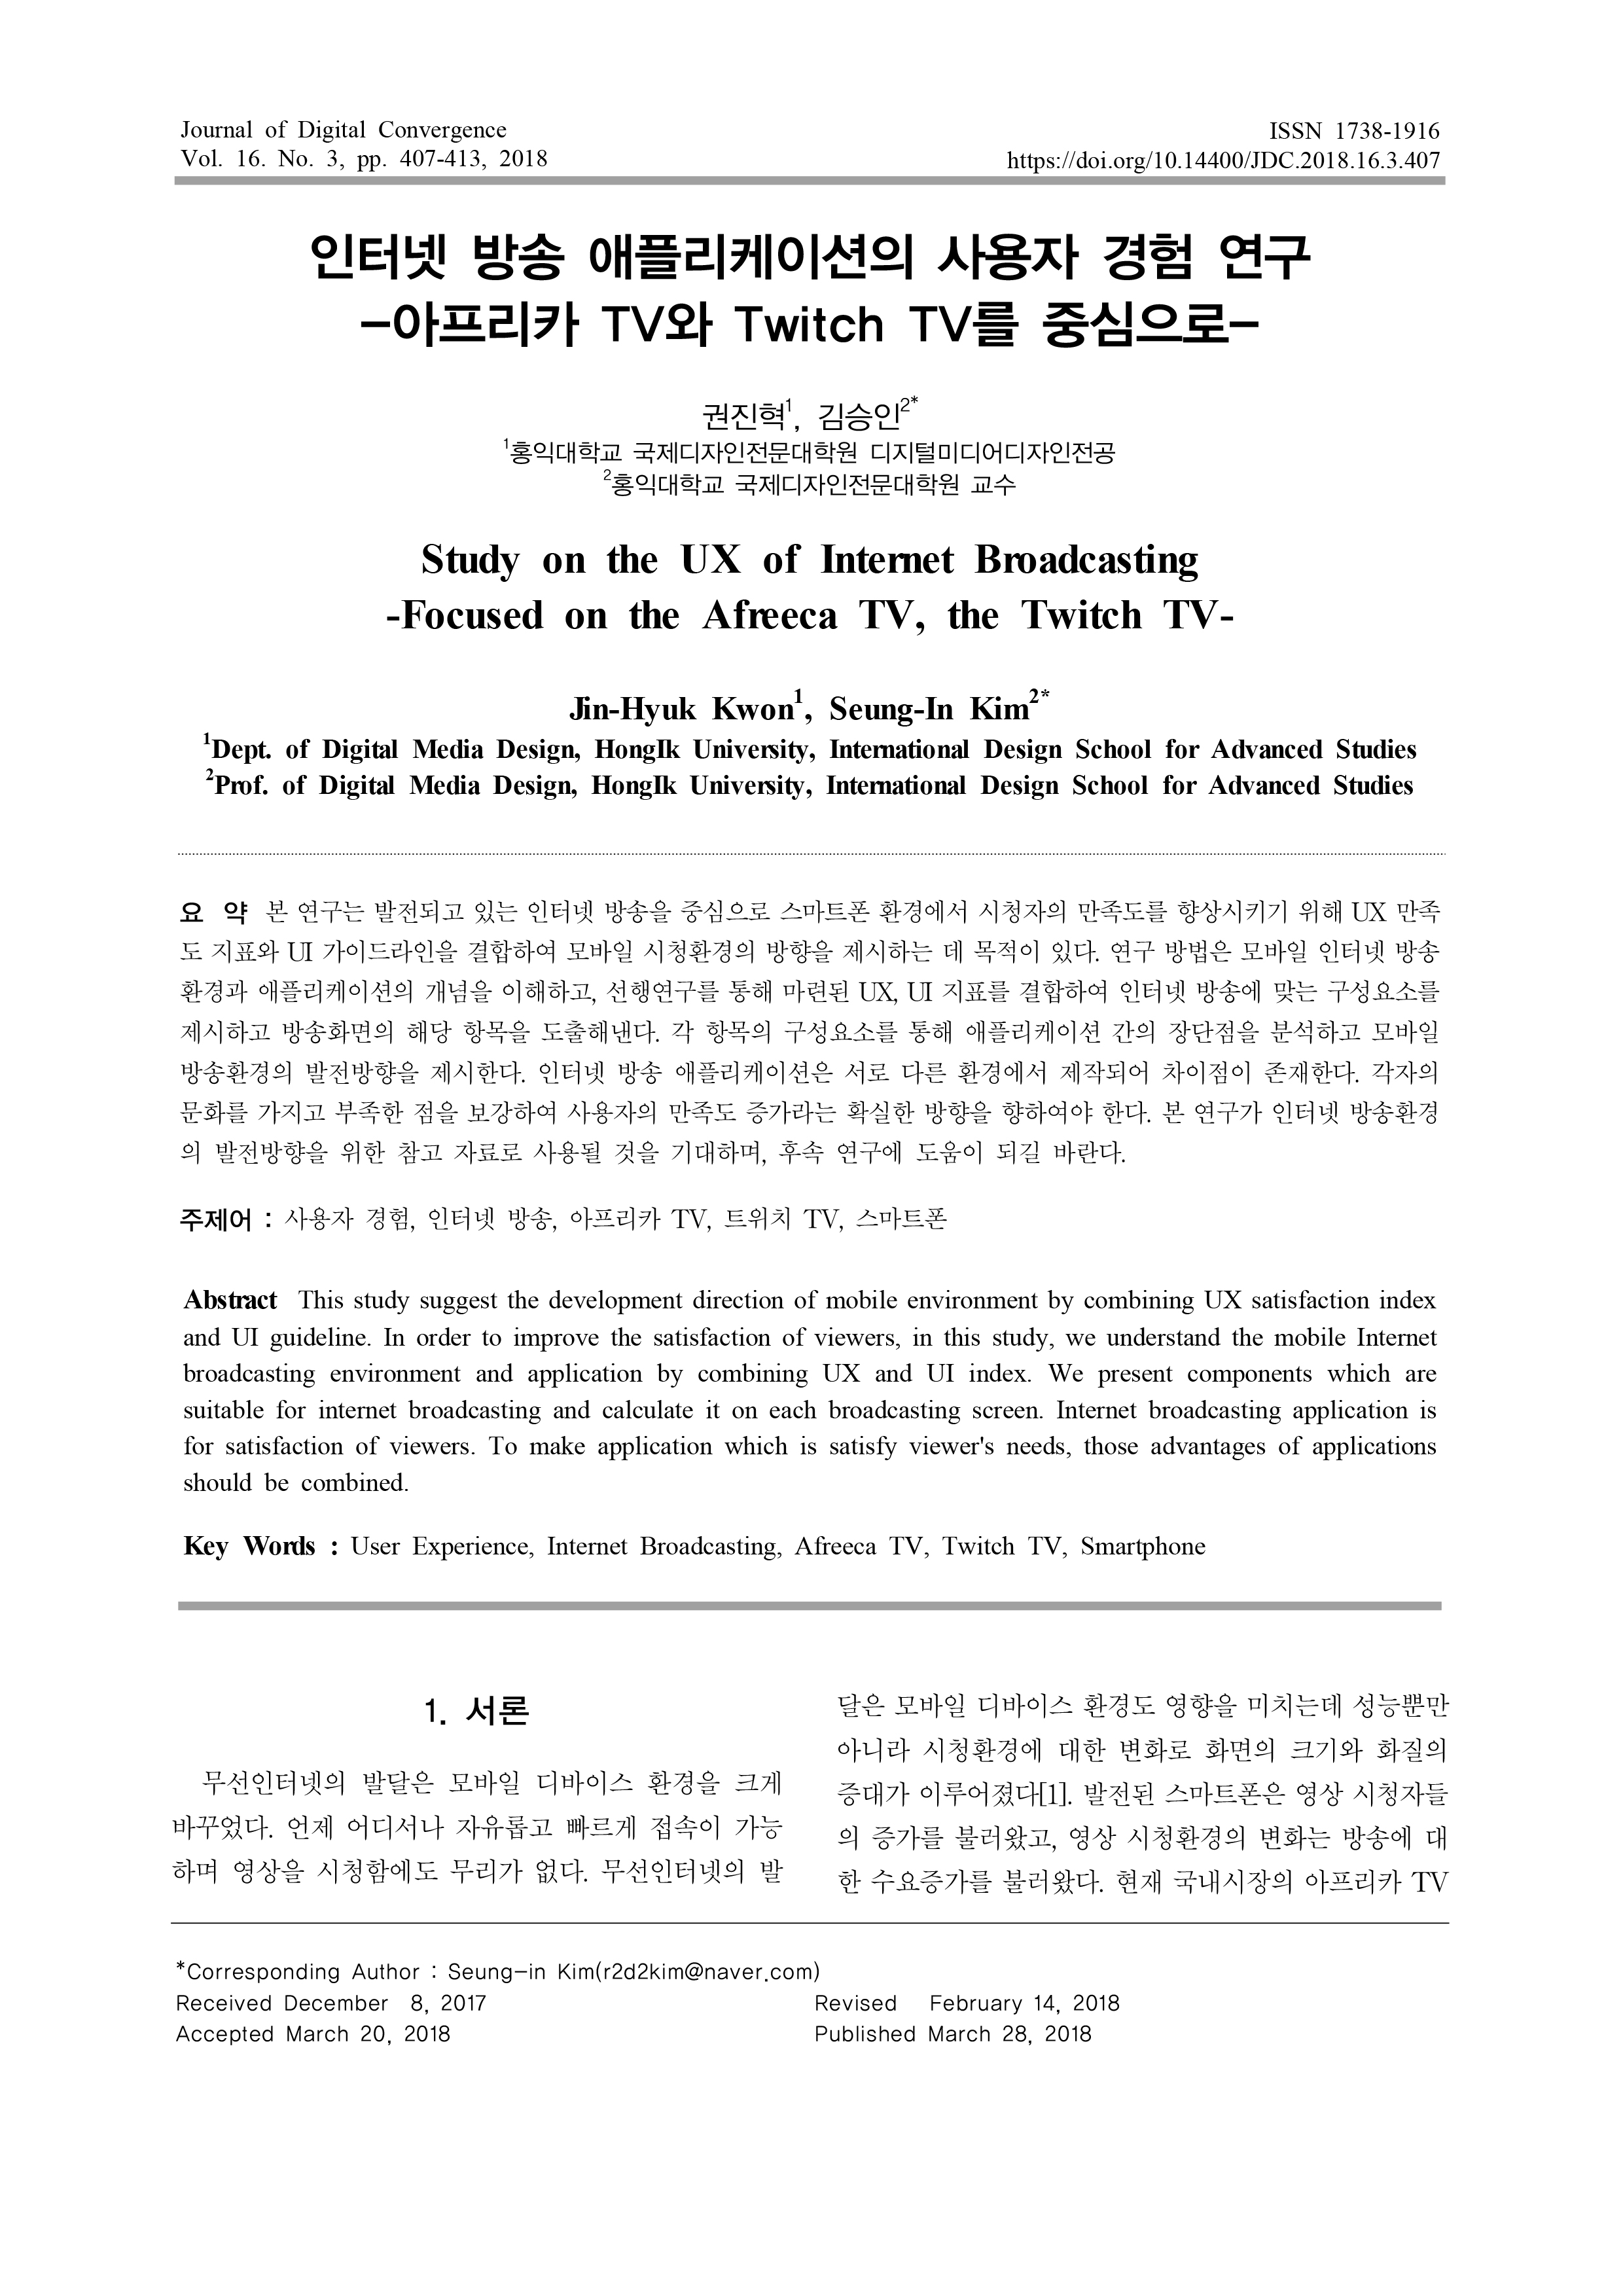 Journal of Digital Convergence
Vol. 16. No. 3, pp. 407-413, 2018
ISSN 1738-1916
https://doi.org/10.14400/JDC.2018.16.3.407
인터넷 방송 애플리케이션의 사용자 경험 연구
-아프리카 TV와 Twitch TV를 중심으로-
권진혁1, 김승인2*
1홍익대학교 국제디자인전문대학원 디지털미디어디자인전공
2홍익대학교 국제디자인전문대학원 교수
Study on the UX of Internet Broadcasting
-Focused on the Afreeca TV, the Twitch TV-
Jin-Hyuk Kwon1, Seung-In Kim2*
1Dept. of Digital Media Design, HongIk University, International Design School for Advanced Studies
2Prof. of Digital Media Design, HongIk University, International Design School for Advanced Studies
요 약 본 연구는 발전되고 있는 인터넷 방송을 중심으로 스마트폰 환경에서 시청자의 만족도를 향상시키기 위해 UX 만족
도 지표와 UI 가이드라인을 결합하여 모바일 시청환경의 방향을 제시하는 데 목적이 있다. 연구 방법은 모바일 인터넷 방송
환경과 애플리케이션의 개념을 이해하고, 선행연구를 통해 마련된 UX, UI 지표를 결합하여 인터넷 방송에 맞는 구성요소를
제시하고 방송화면의 해당 항목을 도출해낸다. 각 항목의 구성요소를 통해 애플리케이션 간의 장단점을 분석하고 모바일
방송환경의 발전방향을 제시한다. 인터넷 방송 애플리케이션은 서로 다른 환경에서 제작되어 차이점이 존재한다. 각자의
문화를 가지고 부족한 점을 보강하여 사용자의 만족도 증가라는 확실한 방향을 향하여야 한다. 본 연구가 인터넷 방송환경
의 발전방향을 위한 참고 자료로 사용될 것을 기대하며, 후속 연구에 도움이 되길 바란다.
주제어 : 사용자 경험, 인터넷 방송, 아프리카 TV, 트위치 TV, 스마트폰
Abstract This study suggest the development direction of mobile environment by combining UX satisfaction index
and UI guideline. In order to improve the satisfaction of viewers, in this study, we understand the mobile Internet
broadcasting environment and application by combining UX and UI index. We present components which are
suitable for internet broadcasting and calculate it on each broadcasting screen. Internet broadcasting application is
for satisfaction of viewers. To make application which is satisfy viewer's needs, those advantages of applications
should be combined.
Key Words : User Experience, Internet Broadcasting, Afreeca TV, Twitch TV, Smartphone
1. 서론
무선인터넷의 발달은 모바일 디바이스 환경을 크게
바꾸었다. 언제 어디서나 자유롭고 빠르게 접속이 가능
하며 영상을 시청함에도 무리가 없다. 무선인터넷의 발
달은 모바일 디바이스 환경도 영향을 미치는데 성능뿐만
아니라 시청환경에 대한 변화로 화면의 크기와 화질의
증대가 이루어졌다[1]. 발전된 스마트폰은 영상 시청자들
의 증가를 불러왔고, 영상 시청환경의 변화는 방송에 대
한 수요증가를 불러왔다. 현재 국내시장의 아프리카 TV
*Corresponding Author : Seung-in Kim(r2d2kim@naver.com)
Received December 8, 2017
Revised February 14, 2018
Accepted March 20, 2018
Published March 28, 2018